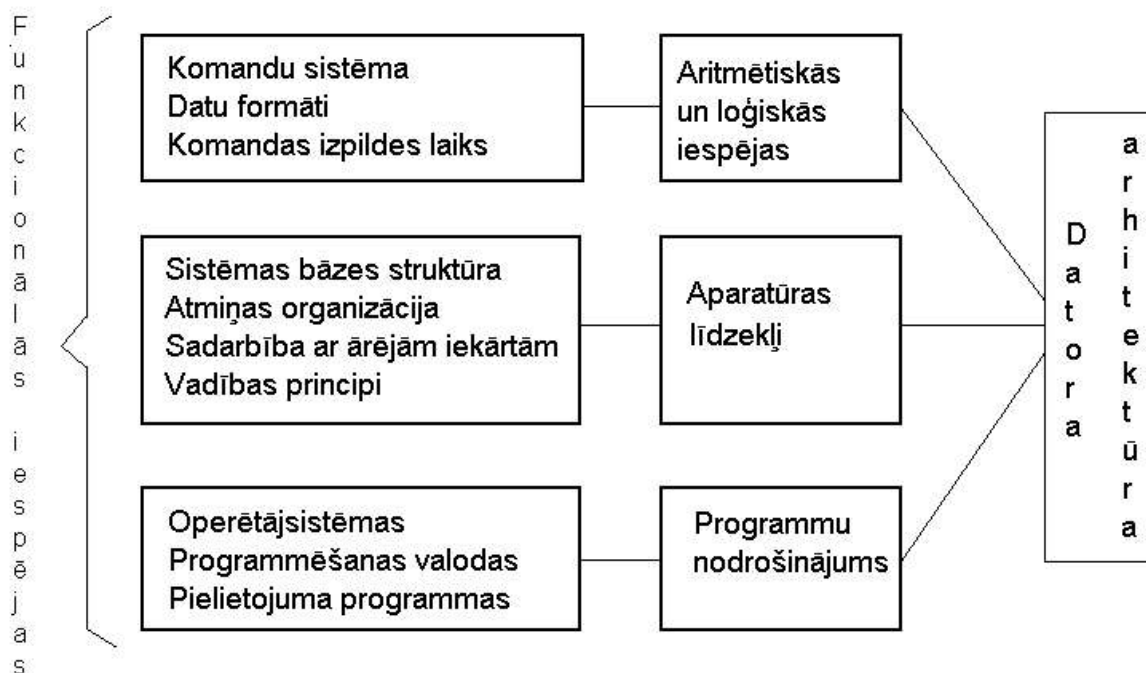 Funkcionālās iespējas
Komandu sistēma
Datu formāti
Komandas izpildes laiks
Aritmētiskās
un loģiskās
iespējas
Sistēmas bāzes struktūra
Atmiņas organizācija
Sadarbība ar ārējām iekārtām
Vadības principi
Aparatūras
līdzekļi
Operētājsistēmas
Programmēšanas valodas
Pielietojuma programmas
Programmu
nodrošinājums
Datora
arhitektūra